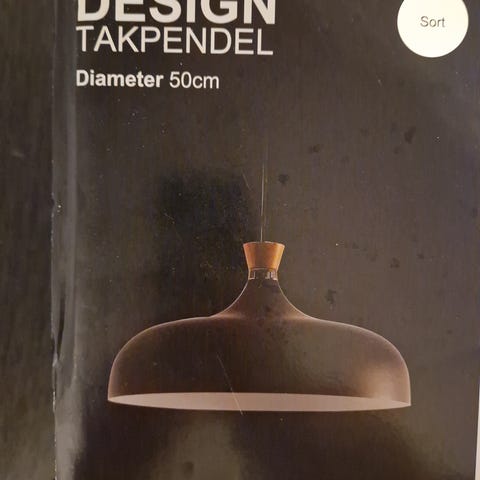 DESIGN
TAKPENDEL
Diameter 50cm
Sort